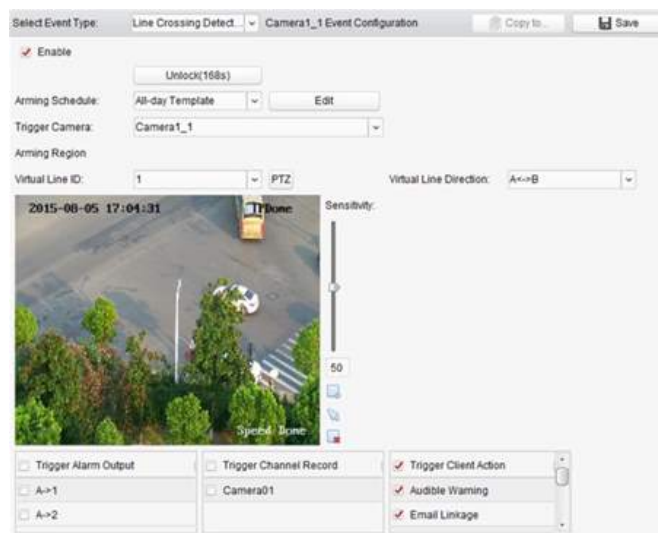 Select Event Type: Line Crossing Detect... Camera1_1 Event Configuration Copy to... Save
Enable
Unlock(168s)
Arming Schedule: All-day Template Edit
Trigger Camera: Camera1_1
Arming Region
Virtual Line ID: 1 PTZ Virtual Line Direction: A<->B
2015-08-05 17:04:31 TPDome Sensitivity:
50
Speed Dome
Trigger Alarm Output Trigger Channel Record Trigger Client Action
A->1 Camera01 Audible Warning
A->2 Email Linkage